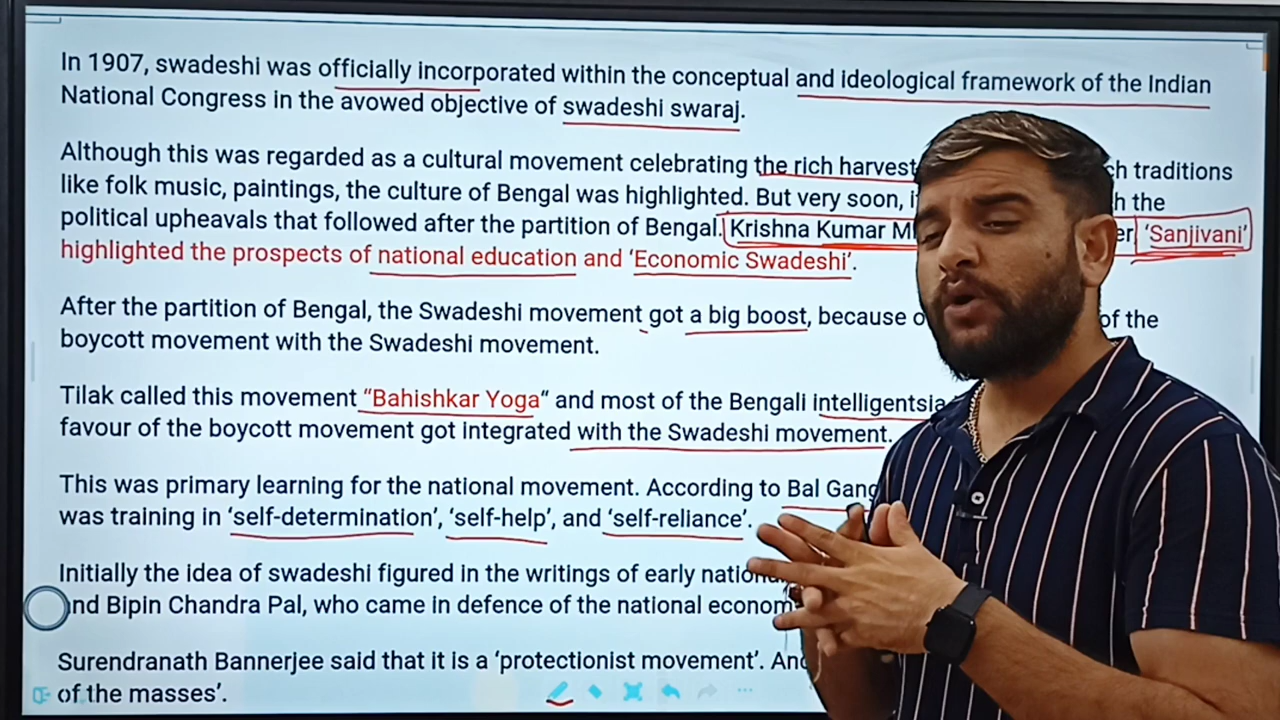 In 1907, swadeshi was officially incorporated within the conceptual and ideological framework of the Indian
National Congress in the avowed objective of swadeshi swaraj.
Although this was regarded as a cultural movement celebrating the rich harvest traditions
like folk music, paintings, the culture of Bengal was highlighted. But very soon, the
political upheavals that followed after the partition of Bengal. Krishna Kumar 'Sanjivani'
highlighted the prospects of national education and 'Economic Swadeshi'.
After the partition of Bengal, the Swadeshi movement got a big boost, because of the
boycott movement with the Swadeshi movement.
Tilak called this movement "Bahishkar Yoga" and most of the Bengali intelligentsia
favour of the boycott movement got integrated with the Swadeshi movement.
This was primary learning for the national movement. According to Bal
was training in 'self-determination', 'self-help', and 'self-reliance'.
Initially the idea of swadeshi figured in the writings of early
and Bipin Chandra Pal, who came in defence of the national
Surendranath Bannerjee said that it is a 'protectionist movement'.
of the masses'.